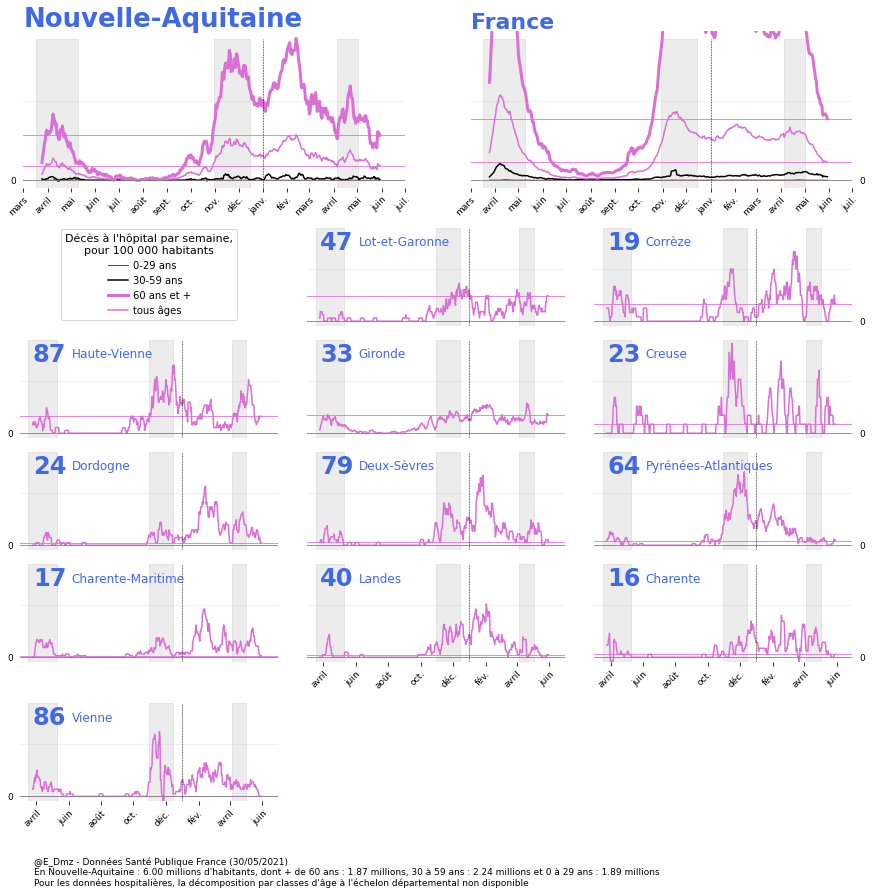 Nouvelle-Aquitaine
France
0
0
mars avril mai juin juil. août sept. oct. nov. déc. janv. fév. mars avril mai juin juil.
mars avril mai juin juil. août sept. oct. nov. déc. janv. fév. mars avril mai juin juil.
Décès à l'hôpital par semaine,
pour 100 000 habitants
0-29 ans
30-59 ans
60 ans et +
tous âges
47 Lot-et-Garonne
19 Corrèze
0
87 Haute-Vienne
0
33 Gironde
23 Creuse
0
24 Dordogne
0
79 Deux-Sèvres
64 Pyrénées-Atlantiques
0
17 Charente-Maritime
0
40 Landes
16 Charente
0
avril juin août oct. déc. fév. avril juin
avril juin août oct. déc. fév. avril juin
86 Vienne
0
avril juin août oct. déc. fév. avril juin
@E_Dmz - Données Santé Publique France (30/05/2021)
En Nouvelle-Aquitaine : 6.00 millions d'habitants, dont + de 60 ans : 1.87 millions, 30 à 59 ans : 2.24 millions et 0 à 29 ans : 1.89 millions
Pour les données hospitalières, la décomposition par classes d'âge à l'échelon départemental non disponible